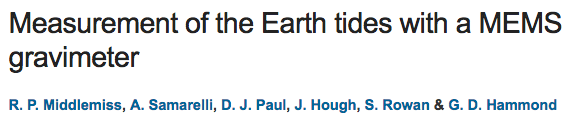 Measurement of the Earth tides with a MEMS
gravimeter
R. P. Middlemiss, A. Samarelli, D. J. Paul, J. Hough, S. Rowan & G. D. Hammond